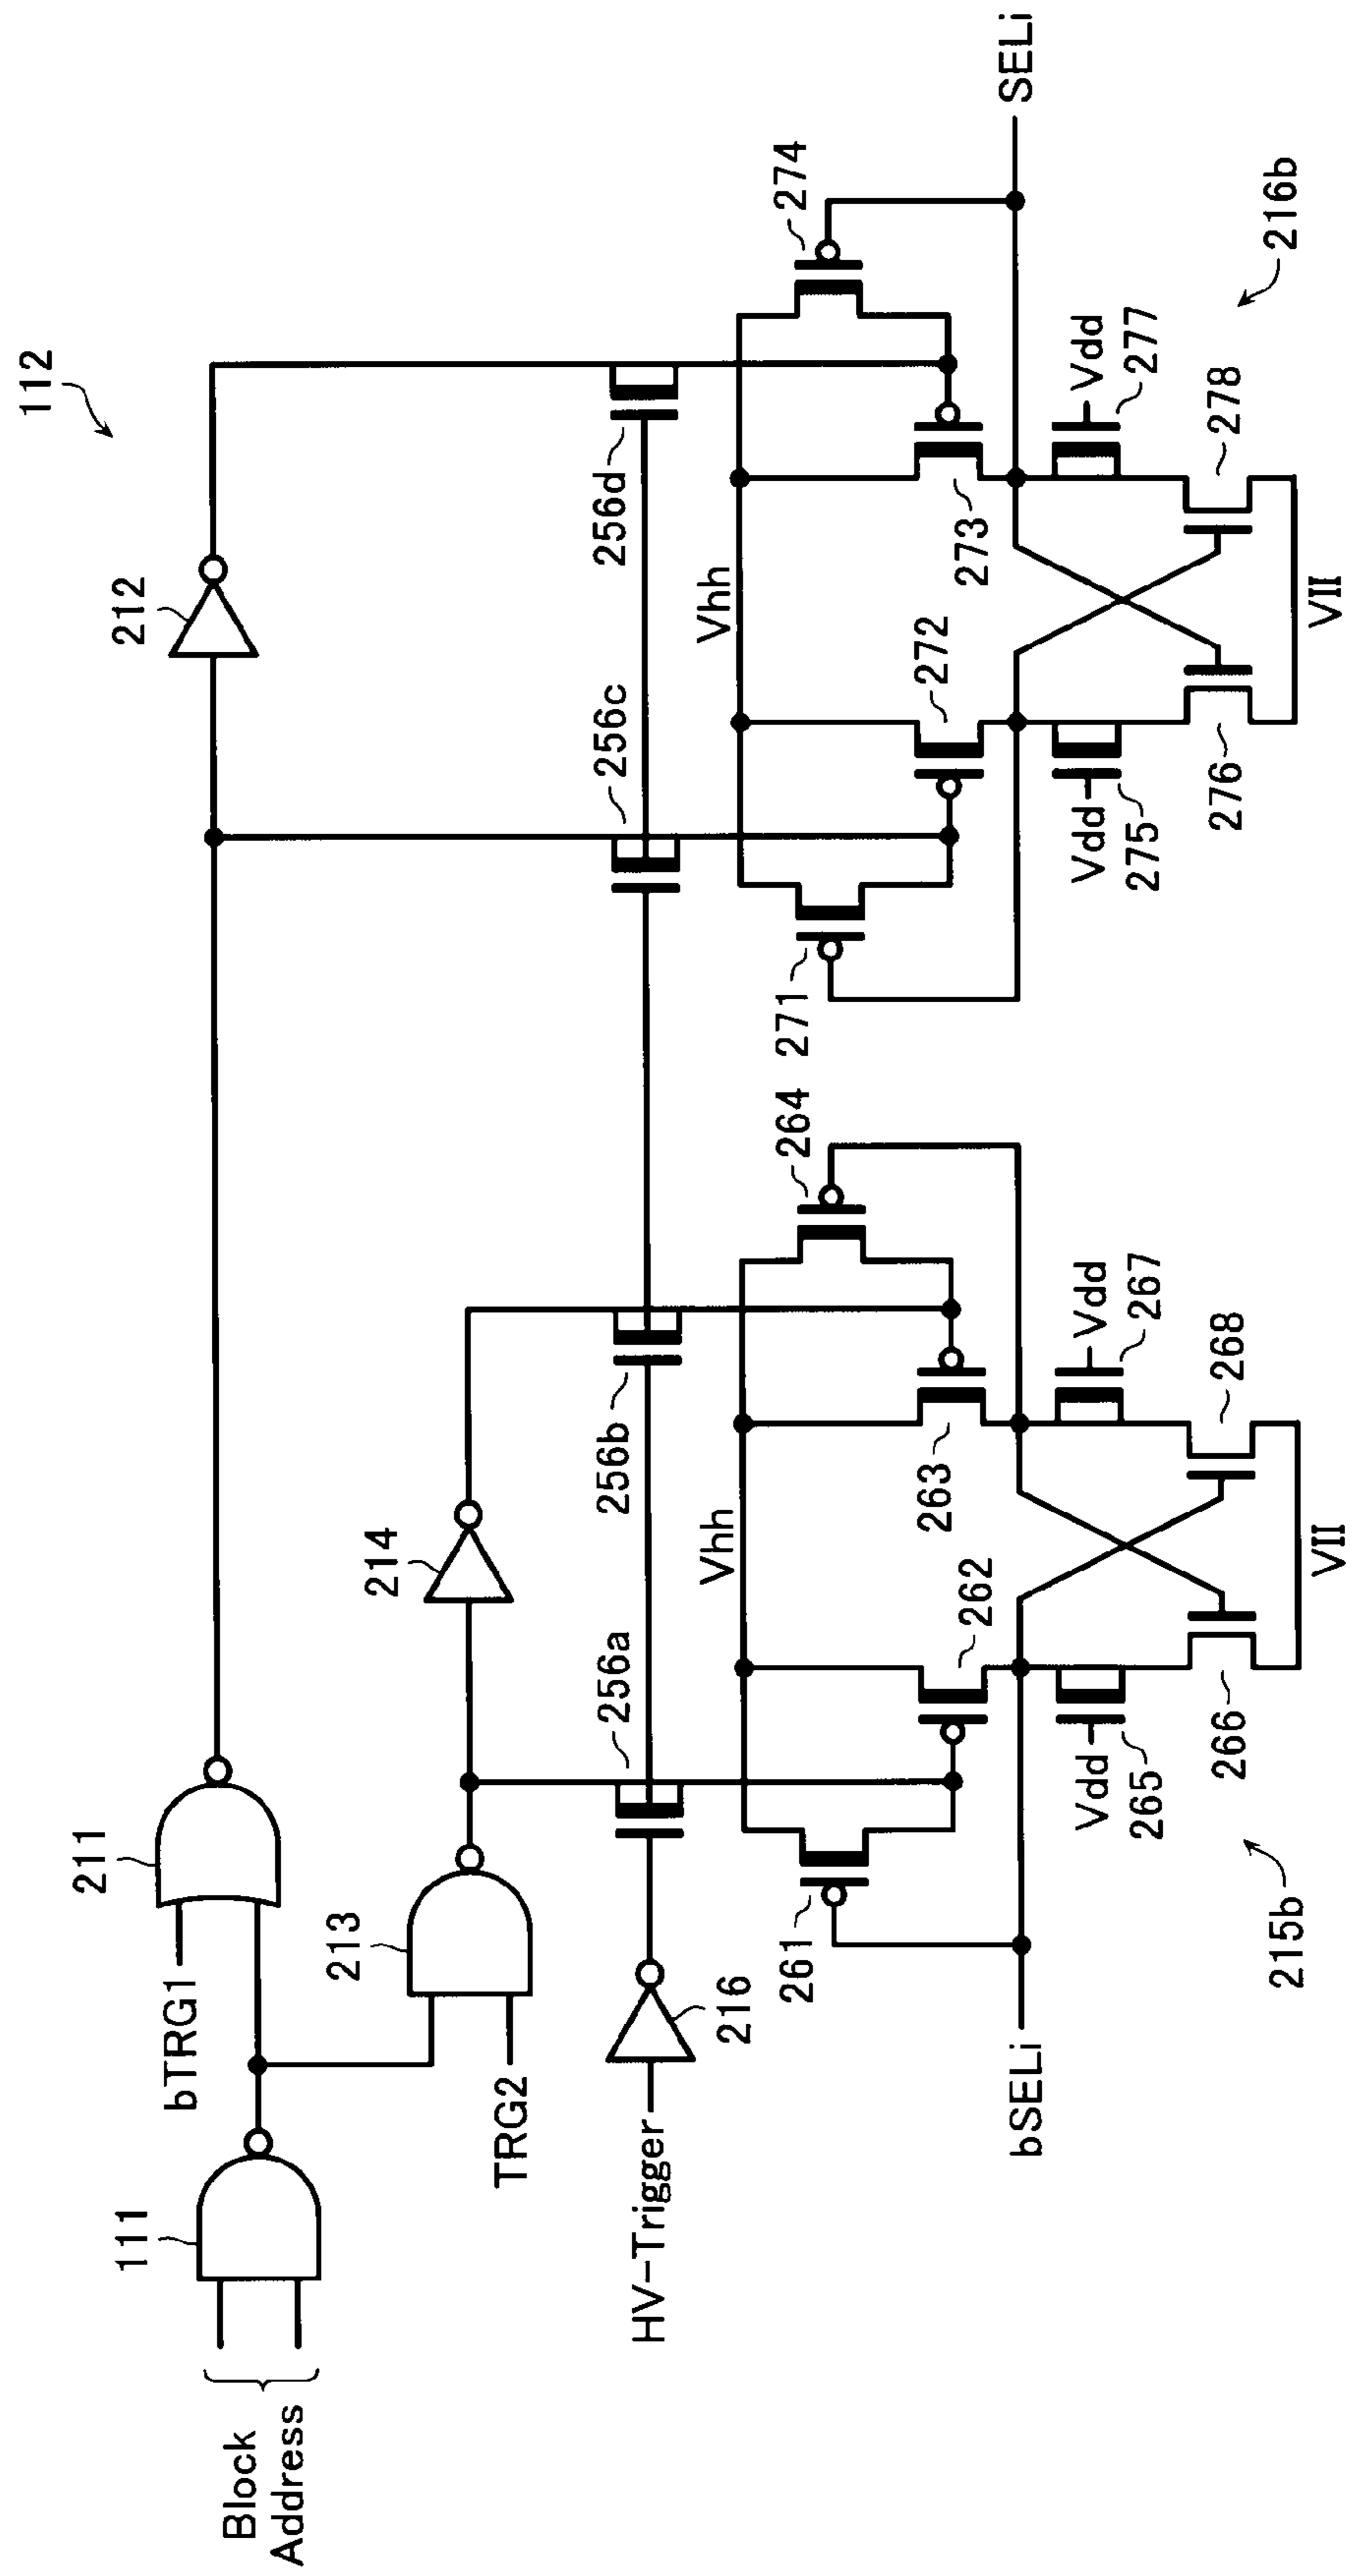 112
Block
Address
111
bTRG1
211
212
TRG2
213
214
HV-Trigger
216
256a
256b
256c
256d
bSELi
261
Vhh
262
263
264
Vdd
265
266
Vdd
267
268
Vll
215b
271
Vhh
272
273
274
SELi
Vdd
275
276
Vdd
277
278
Vll
216b